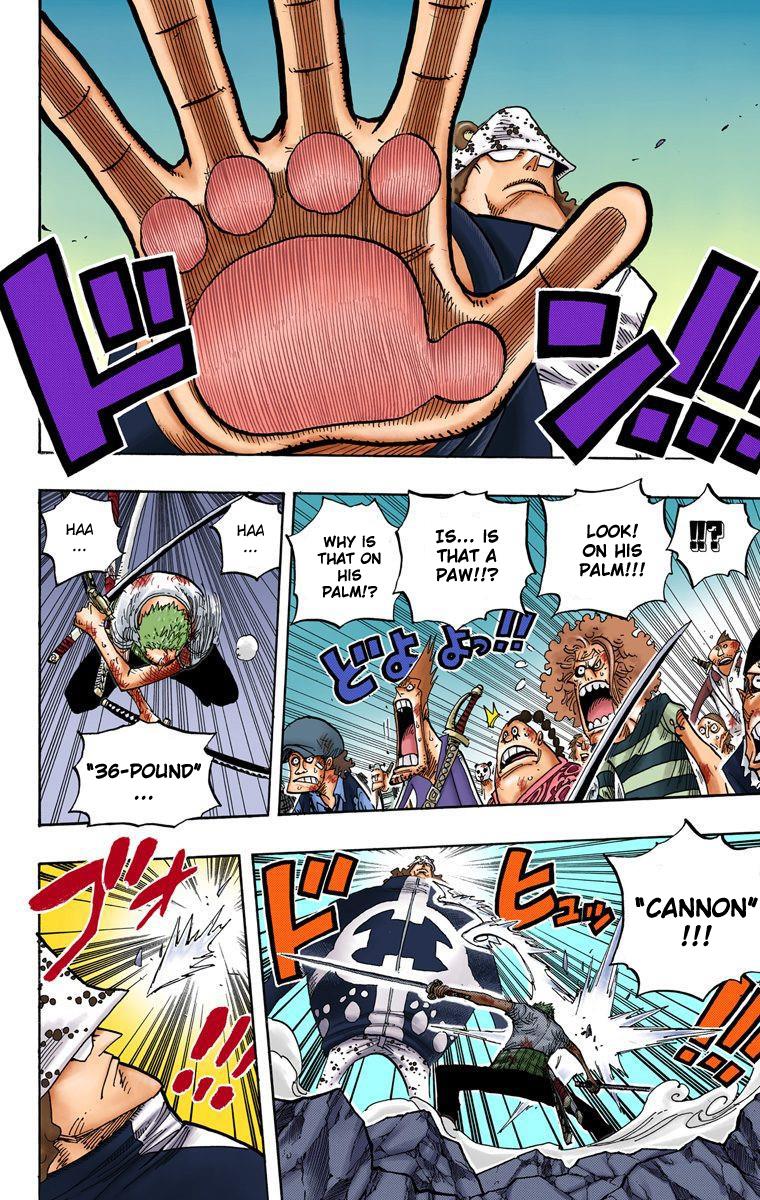 ドン!!!
!!?
LOOK!
ON HIS
PALM!!!
IS... IS
THAT A
PAW!!?
WHY IS
THAT ON
HIS
PALM!?
どよよっ!!
HAA
...
HAA
...
"36-POUND"
...
"CANNON"
!!!
ドヒュッ!!!
ブオ!!!